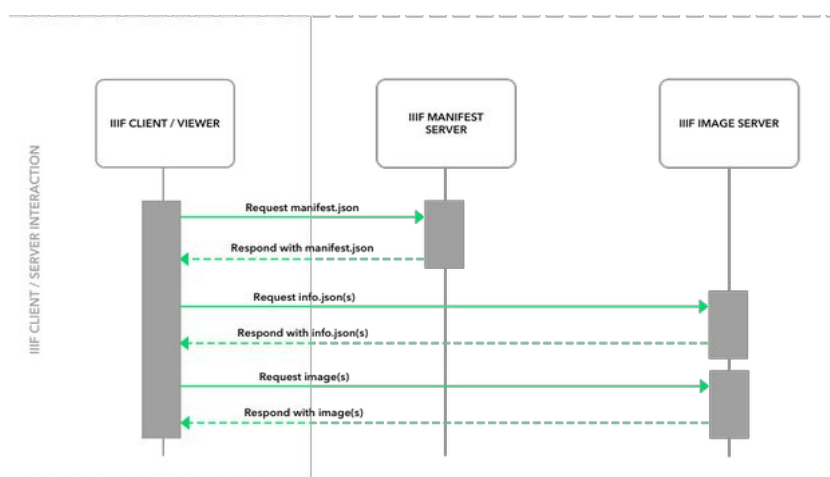 IIIF CLIENT / VIEWER
IIIF MANIFEST
SERVER
IIIF IMAGE SERVER
IIIF CLIENT / SERVER INTERACTION
Request manifest.json
Respond with manifest.json
Request info.json(s)
Respond with info.json(s)
Request image(s)
Respond with image(s)